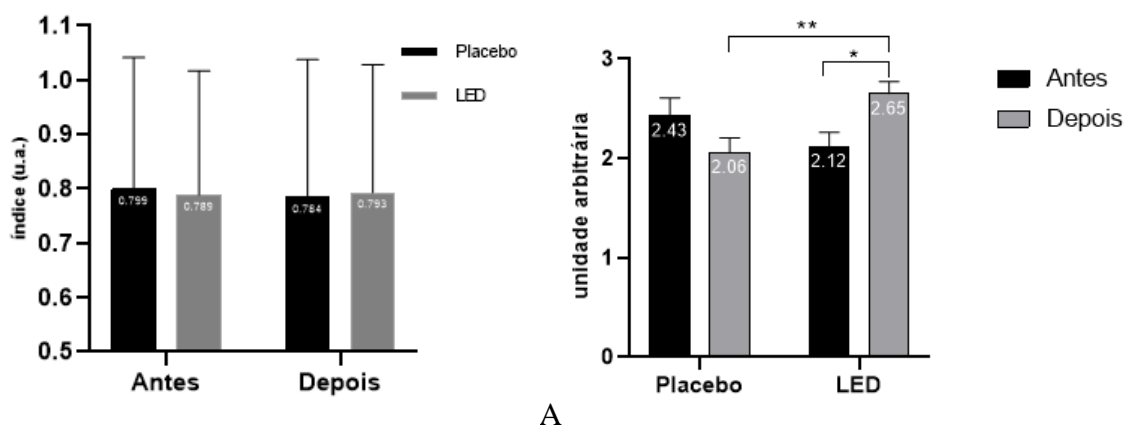 1.1
1.0
0.9
0.8
0.7
0.6
0.5
índice (u.a.)
0.799
0.789
0.784
0.793
Antes
Depois
Placebo
LED
3
2
1
0
unidade arbitrária
**
*
2.43
2.06
2.12
2.65
Placebo
LED
Antes
Depois
A